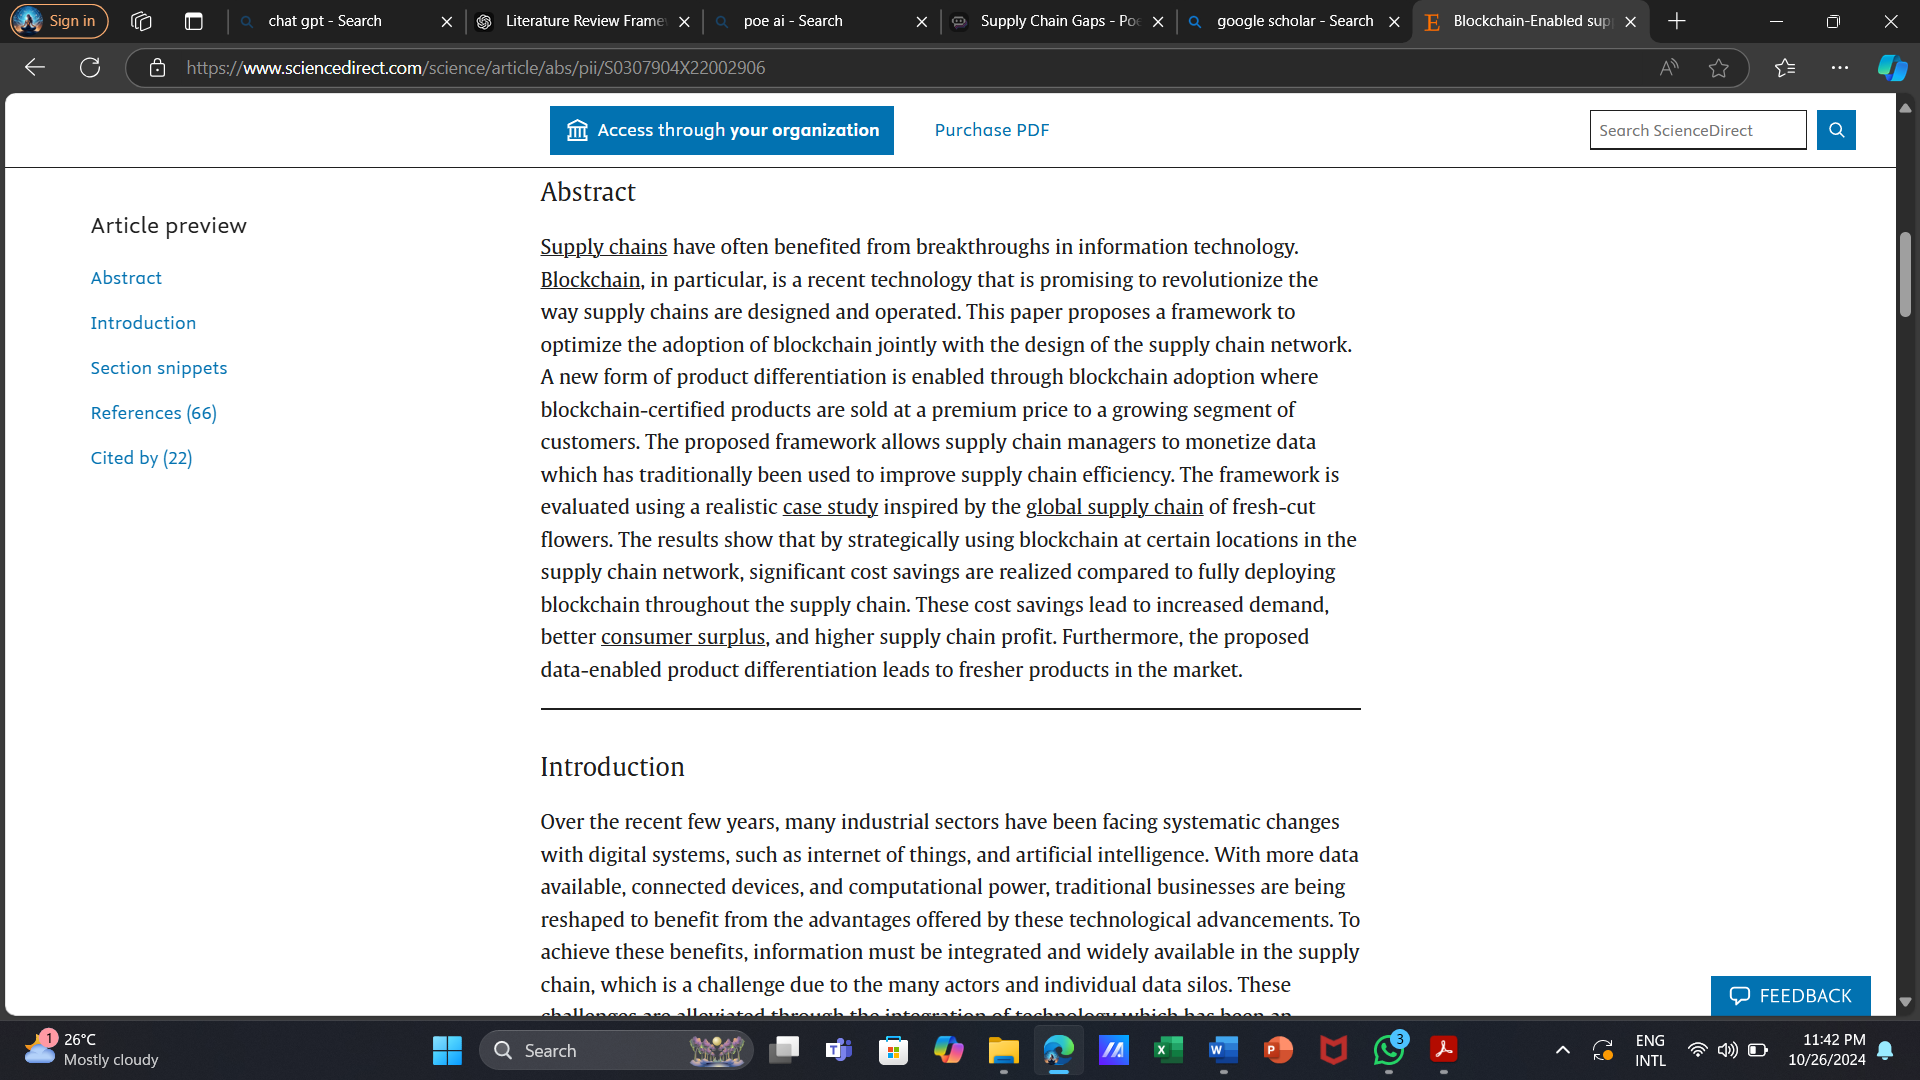 Sign in
chat gpt - Search
Literature Review Frame
poe ai - Search
Supply Chain Gaps - Poe
google scholar - Search
Blockchain-Enabled sup
https://www.sciencedirect.com/science/article/abs/pii/S0307904X22002906
Access through your organization
Purchase PDF
Search ScienceDirect
Article preview
Abstract
Introduction
Section snippets
References (66)
Cited by (22)
Abstract
Supply chains have often benefited from breakthroughs in information technology.
Blockchain, in particular, is a recent technology that is promising to revolutionize the
way supply chains are designed and operated. This paper proposes a framework to
optimize the adoption of blockchain jointly with the design of the supply chain network.
A new form of product differentiation is enabled through blockchain adoption where
blockchain-certified products are sold at a premium price to a growing segment of
customers. The proposed framework allows supply chain managers to monetize data
which has traditionally been used to improve supply chain efficiency. The framework is
evaluated using a realistic case study inspired by the global supply chain of fresh-cut
flowers. The results show that by strategically using blockchain at certain locations in the
supply chain network, significant cost savings are realized compared to fully deploying
blockchain throughout the supply chain. These cost savings lead to increased demand,
better consumer surplus, and higher supply chain profit. Furthermore, the proposed
data-enabled product differentiation leads to fresher products in the market.
Introduction
Over the recent few years, many industrial sectors have been facing systematic changes
with digital systems, such as internet of things, and artificial intelligence. With more data
available, connected devices, and computational power, traditional businesses are being
reshaped to benefit from the advantages offered by these technological advancements. To
achieve these benefits, information must be integrated and widely available in the supply
chain, which is a challenge due to the many actors and individual data silos. These
challenges are alleviated through the integration of technology which has been an
FEEDBACK
1
26°C
Mostly cloudy
Search
3
ENG
INTL
11:42 PM
10/26/2024